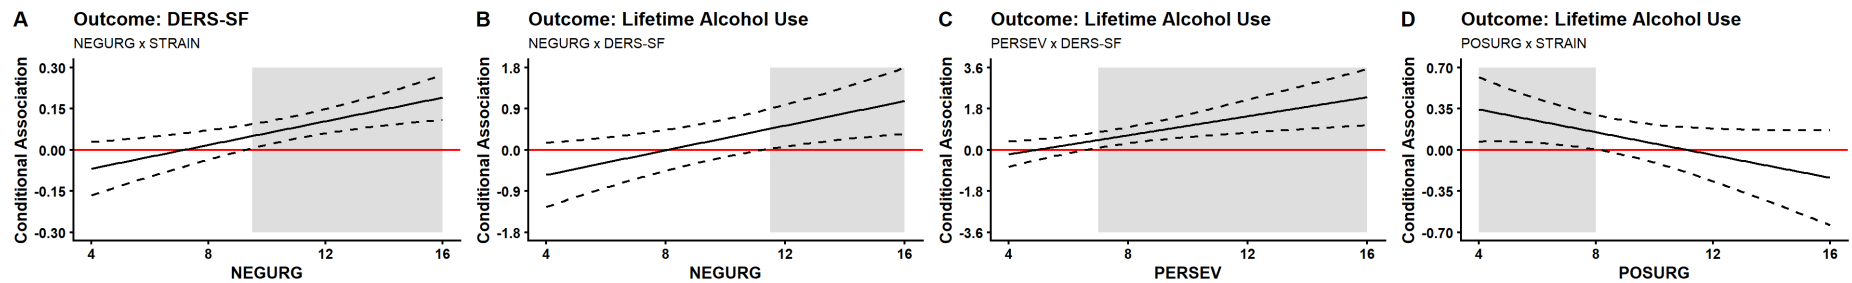 A
Outcome: DERS-SF
NEGURG x STRAIN
Conditional Association
0.30
0.15
0.00
-0.15
-0.30
4
8
12
16
NEGURG
B
Outcome: Lifetime Alcohol Use
NEGURG x DERS-SF
Conditional Association
1.8
0.9
0.0
-0.9
-1.8
4
8
12
16
NEGURG
C
Outcome: Lifetime Alcohol Use
PERSEV x DERS-SF
Conditional Association
3.6
1.8
0.0
-1.8
-3.6
4
8
12
16
PERSEV
D
Outcome: Lifetime Alcohol Use
POSURG x STRAIN
Conditional Association
0.70
0.35
0.00
-0.35
-0.70
4
8
12
16
POSURG